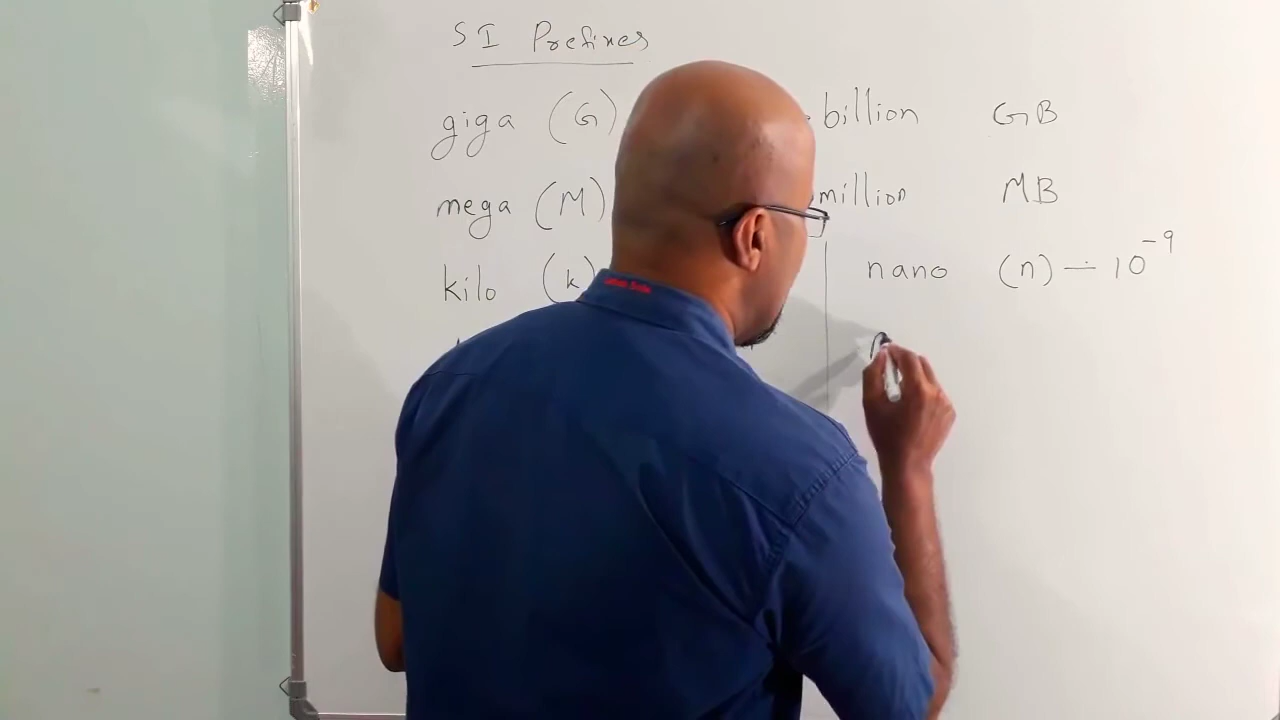 SI Prefixes
giga (G) billion GB
mega (M) million MB
kilo (k)
nano (n) — 10⁻⁹